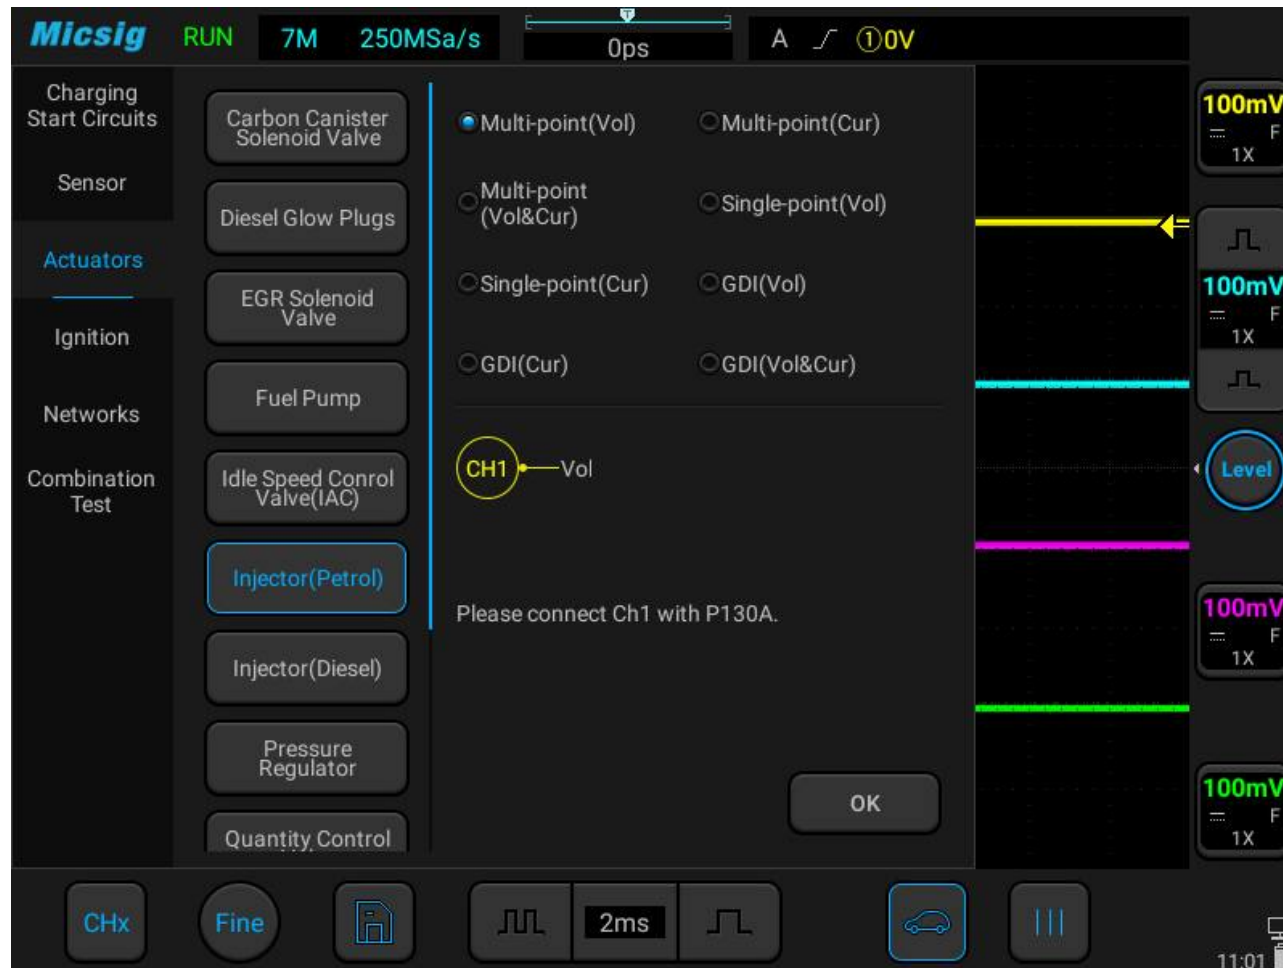 Micsig RUN 7M 250MSa/s T 0ps A ①0V
Charging
Start Circuits
Sensor
Actuators
Ignition
Networks
Combination
Test
Carbon Canister
Solenoid Valve
Diesel Glow Plugs
EGR Solenoid
Valve
Fuel Pump
Idle Speed Conrol
Valve(IAC)
Injector(Petrol)
Injector(Diesel)
Pressure
Regulator
Quantity Control
Multi-point(Vol)
Multi-point(Cur)
Multi-point
(Vol&Cur)
Single-point(Vol)
Single-point(Cur)
GDI(Vol)
GDI(Cur)
GDI(Vol&Cur)
CH1 Vol
Please connect Ch1 with P130A.
OK
100mV
F
1X
100mV
F
1X
Level
100mV
F
1X
100mV
F
1X
CHx
Fine
2ms
11:01